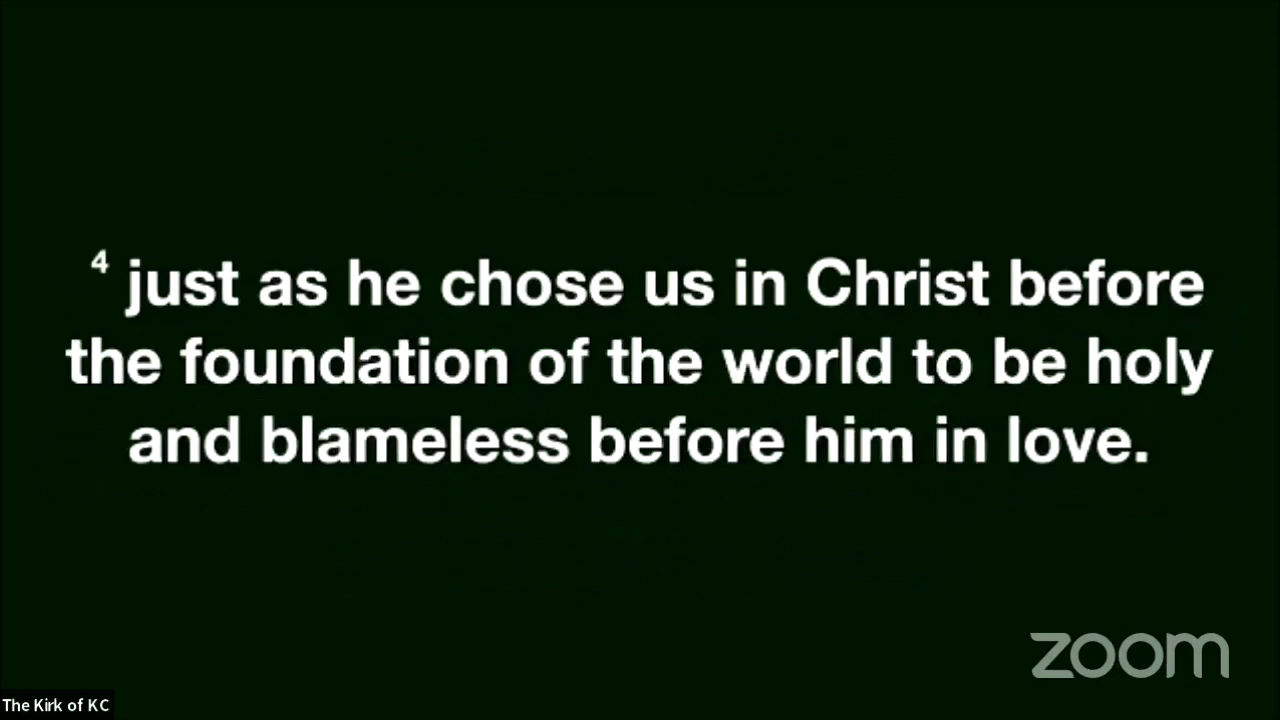 4 just as he chose us in Christ before
the foundation of the world to be holy
and blameless before him in love.
zoom
The Kirk of KC